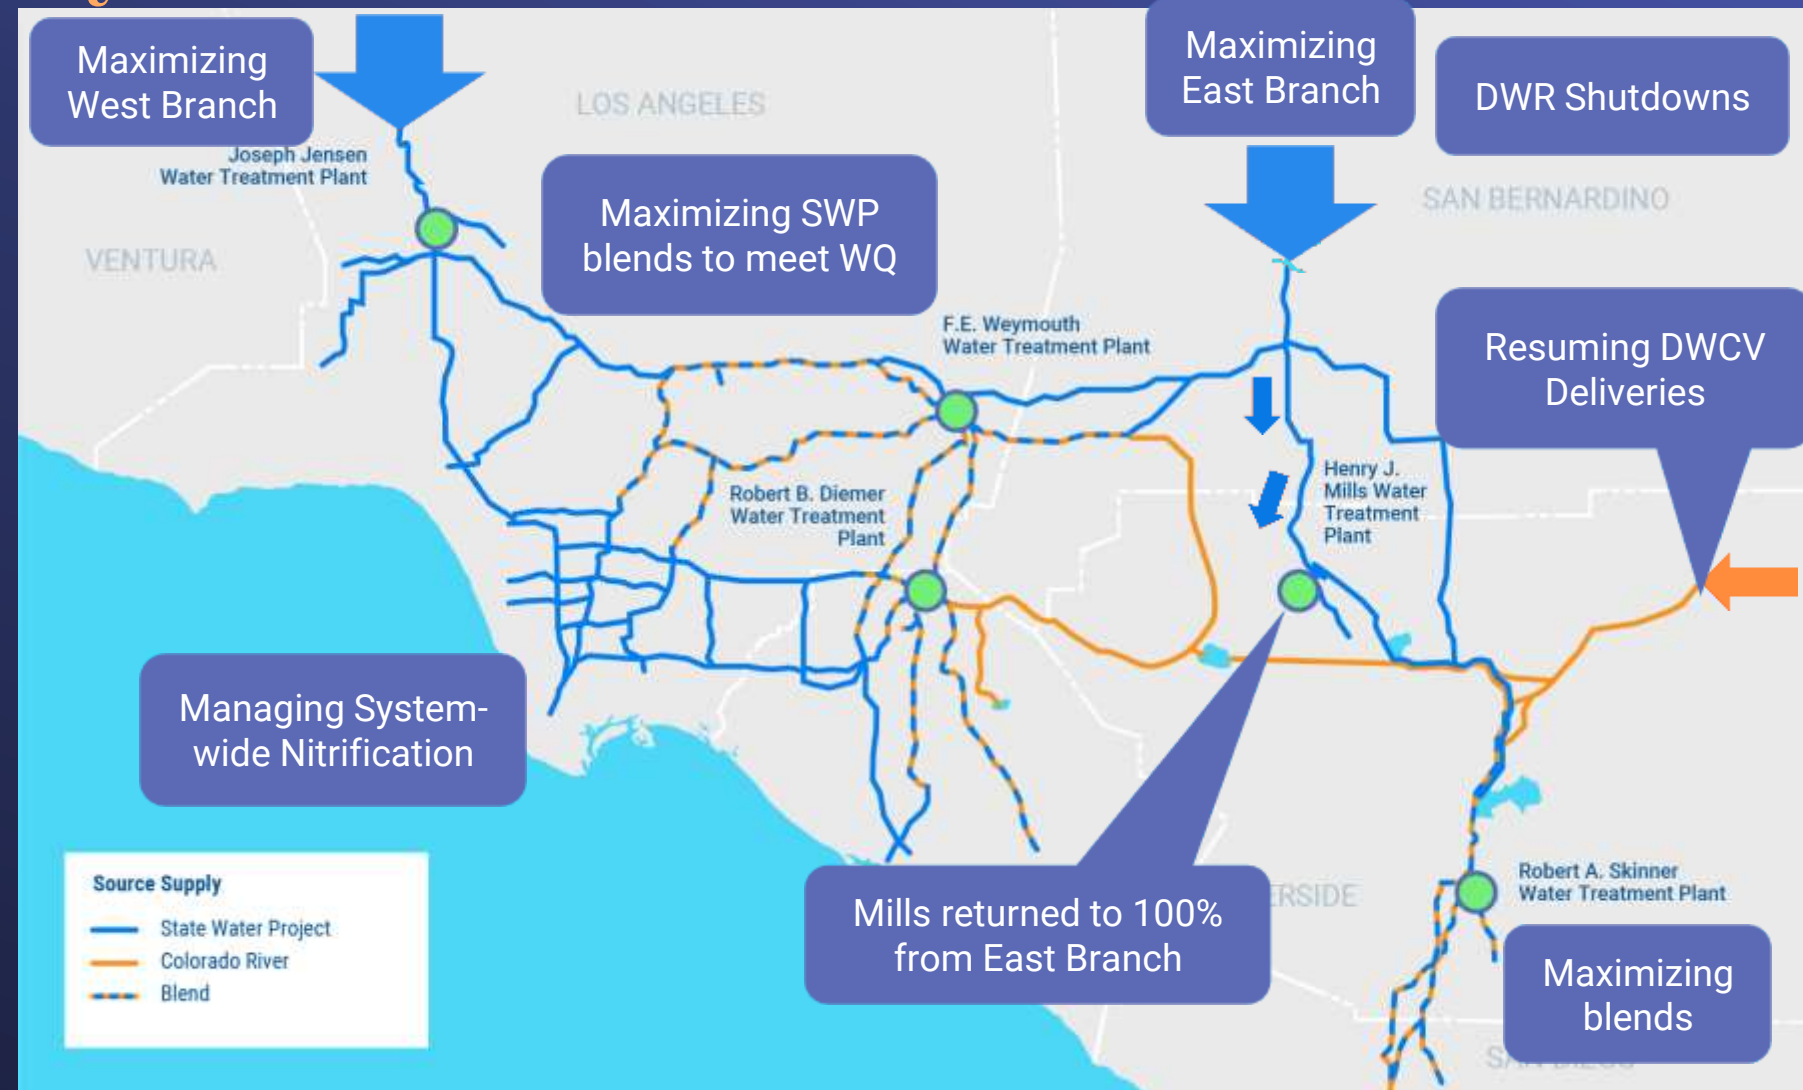 Maximizing
West Branch
Maximizing
East Branch
DWR Shutdowns
LOS ANGELES
Joseph Jensen
Water Treatment Plant
SAN BERNARDINO
Maximizing SWP
blends to meet WQ
VENTURA
F.E. Weymouth
Water Treatment Plant
Resuming DWCV
Deliveries
Henry J.
Mills Water
Treatment
Plant
Robert B. Diemer
Water Treatment
Plant
Managing System-
wide Nitrification
Source Supply
State Water Project
Colorado River
Blend
Mills returned to 100%
from East Branch
ERSIDE
Robert A. Skinner
Water Treatment Plant
Maximizing
blends